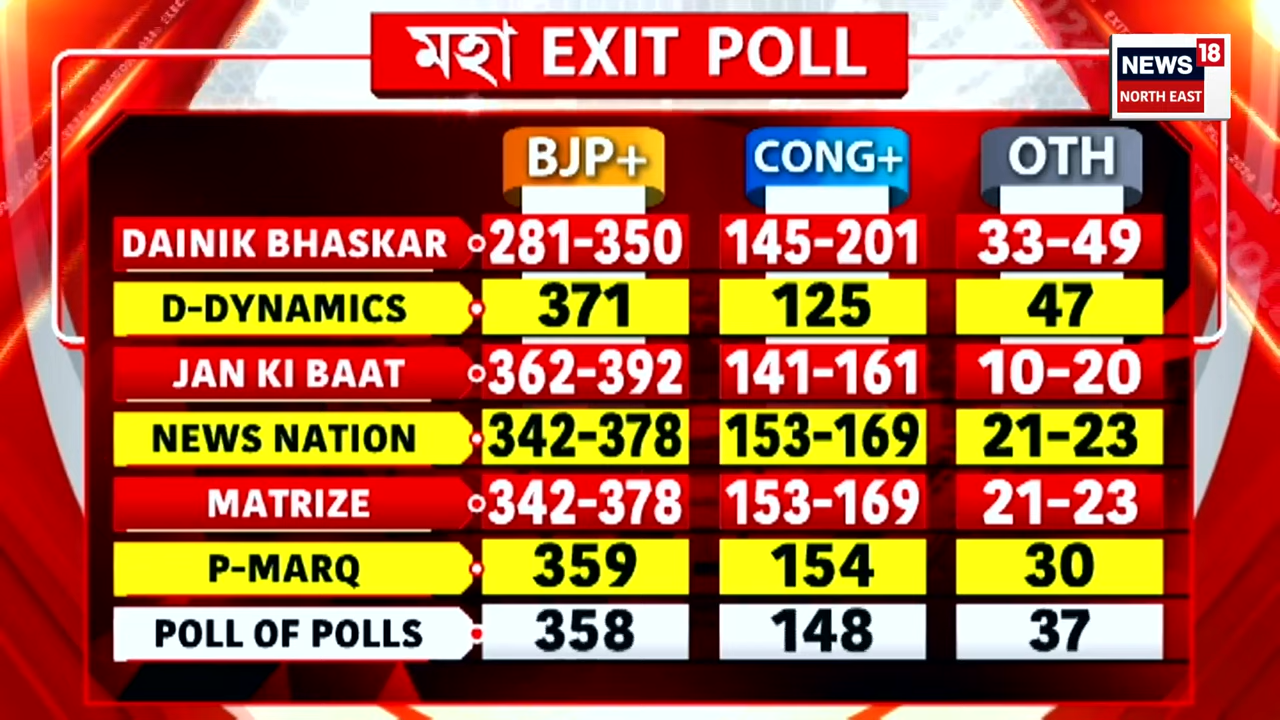 মহা EXIT POLL
NEWS 18
NORTH EAST
BJP+ CONG+ OTH
DAINIK BHASKAR 281-350 145-201 33-49
D-DYNAMICS 371 125 47
JAN KI BAAT 362-392 141-161 10-20
NEWS NATION 342-378 153-169 21-23
MATRIZE 342-378 153-169 21-23
P-MARQ 359 154 30
POLL OF POLLS 358 148 37